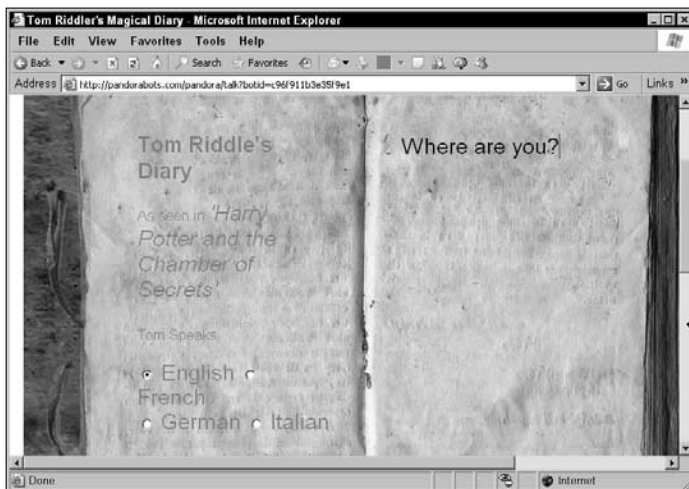 Tom Riddler's Magical Diary - Microsoft Internet Explorer
File Edit View Favorites Tools Help
Back Search Favorites
Address http://pandorabots.com/pandora/talk?botid=c96f911b3e35f9e1 Go Links »
Tom Riddle's
Diary
Where are you?
As seen in 'Harry
Potter and the
Chamber of
Secrets'
Tom Speaks
English
French
German Italian
Done Internet